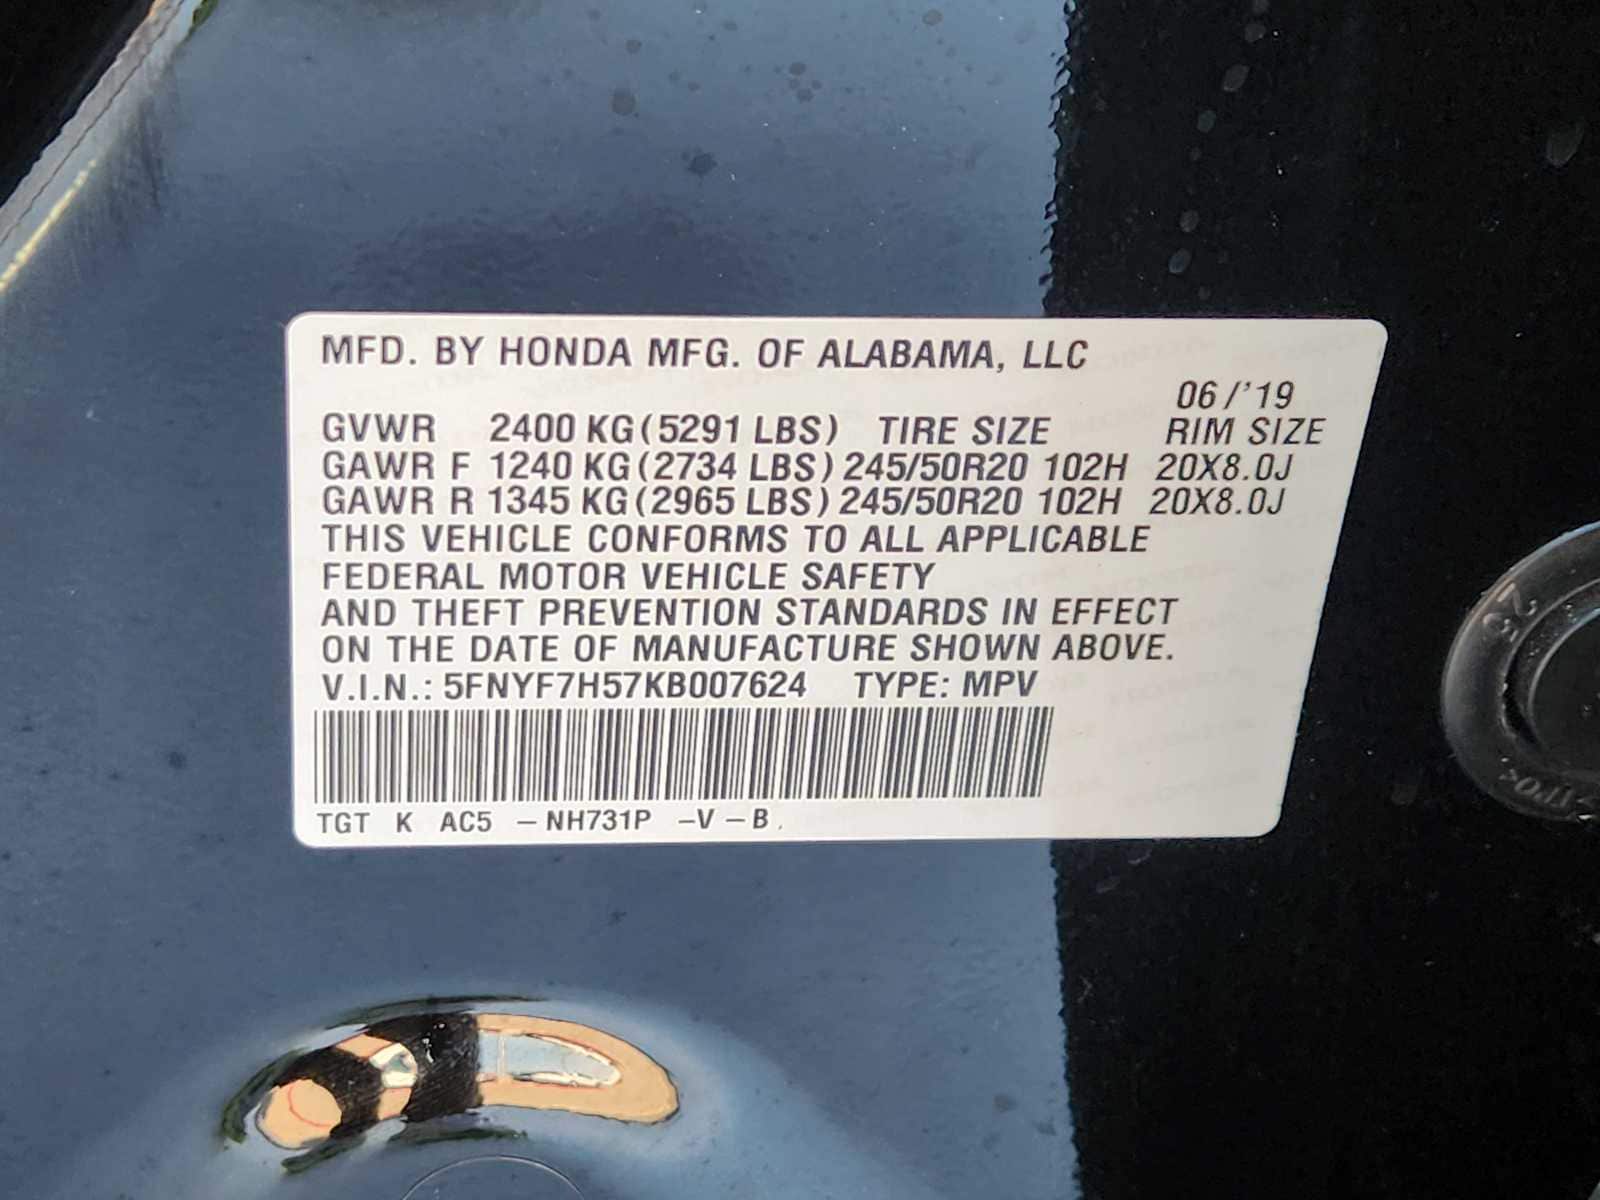 MFD. BY HONDA MFG. OF ALABAMA, LLC
06/'19
GVWR 2400 KG(5291 LBS) TIRE SIZE RIM SIZE
GAWR F 1240 KG(2734 LBS) 245/50R20 102H 20X8.0J
GAWR R 1345 KG(2965 LBS) 245/50R20 102H 20X8.0J
THIS VEHICLE CONFORMS TO ALL APPLICABLE
FEDERAL MOTOR VEHICLE SAFETY
AND THEFT PREVENTION STANDARDS IN EFFECT
ON THE DATE OF MANUFACTURE SHOWN ABOVE.
V.I.N.: 5FNYF7H57KB007624 TYPE: MPV
TGT K AC5 -NH731P -V-B